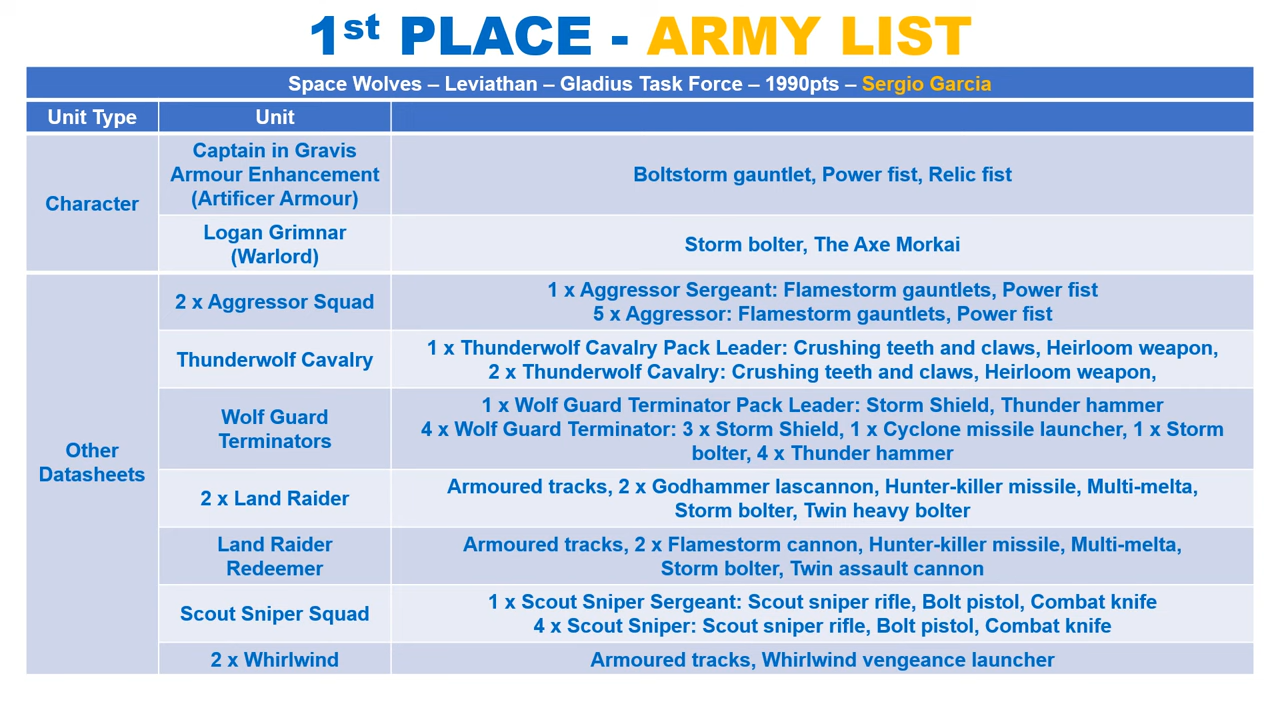 1st PLACE - ARMY LIST
Space Wolves – Leviathan – Gladius Task Force – 1990pts – Sergio Garcia
Unit Type
Unit
Character
Captain in Gravis
Armour Enhancement
(Artificer Armour)
Boltstorm gauntlet, Power fist, Relic fist
Logan Grimnar
(Warlord)
Storm bolter, The Axe Morkai
Other
Datasheets
2 x Aggressor Squad
1 x Aggressor Sergeant: Flamestorm gauntlets, Power fist
5 x Aggressor: Flamestorm gauntlets, Power fist
Thunderwolf Cavalry
1 x Thunderwolf Cavalry Pack Leader: Crushing teeth and claws, Heirloom weapon,
2 x Thunderwolf Cavalry: Crushing teeth and claws, Heirloom weapon,
Wolf Guard
Terminators
1 x Wolf Guard Terminator Pack Leader: Storm Shield, Thunder hammer
4 x Wolf Guard Terminator: 3 x Storm Shield, 1 x Cyclone missile launcher, 1 x Storm
bolter, 4 x Thunder hammer
2 x Land Raider
Armoured tracks, 2 x Godhammer lascannon, Hunter-killer missile, Multi-melta,
Storm bolter, Twin heavy bolter
Land Raider
Redeemer
Armoured tracks, 2 x Flamestorm cannon, Hunter-killer missile, Multi-melta,
Storm bolter, Twin assault cannon
Scout Sniper Squad
1 x Scout Sniper Sergeant: Scout sniper rifle, Bolt pistol, Combat knife
4 x Scout Sniper: Scout sniper rifle, Bolt pistol, Combat knife
2 x Whirlwind
Armoured tracks, Whirlwind vengeance launcher